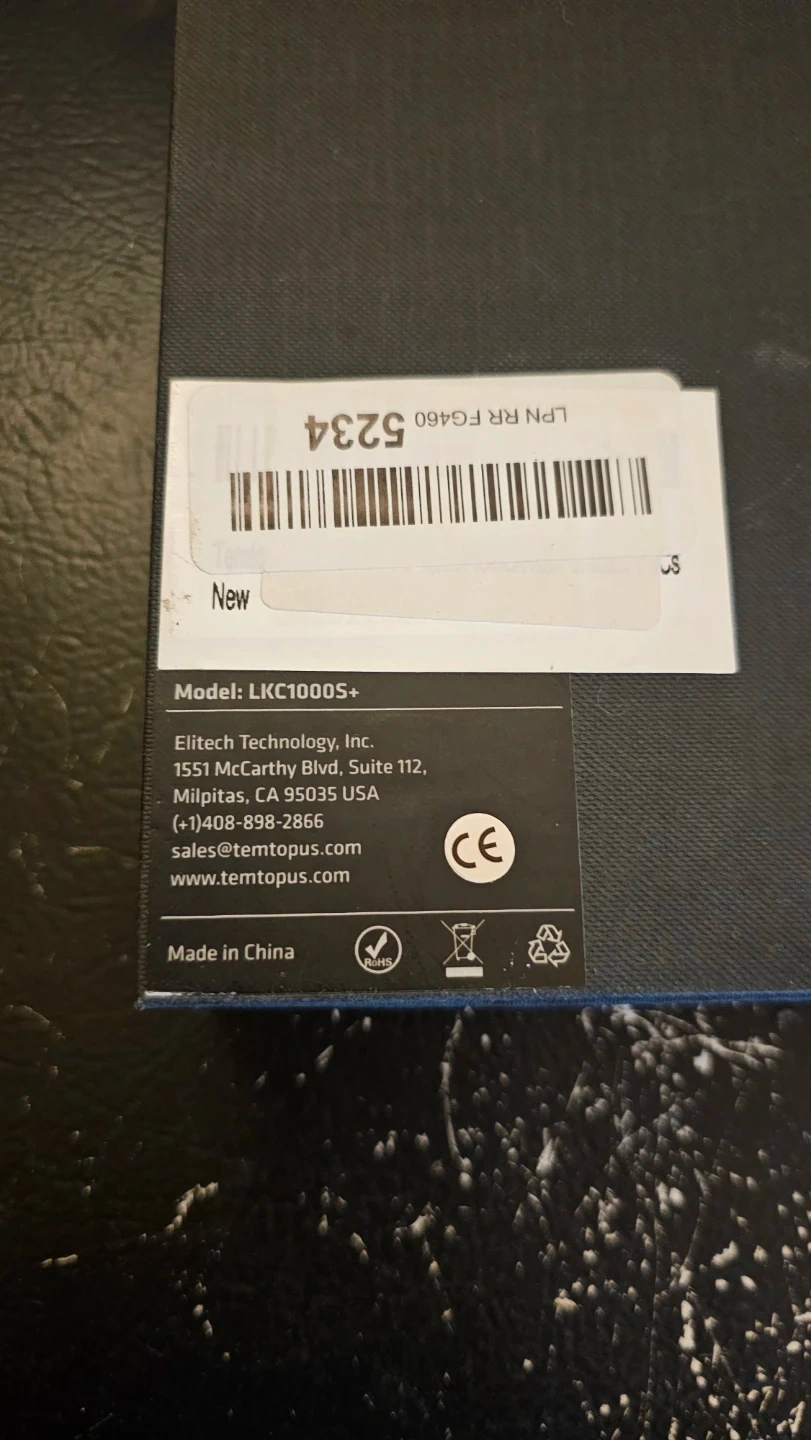 LPN RR FG460 5234
New
Model: LKC1000S+
Elitech Technology, Inc.
1551 McCarthy Blvd, Suite 112,
Milpitas, CA 95035 USA
(+1)408-898-2866
sales@temtopus.com
www.temtopus.com
CE
Made in China
RoHS